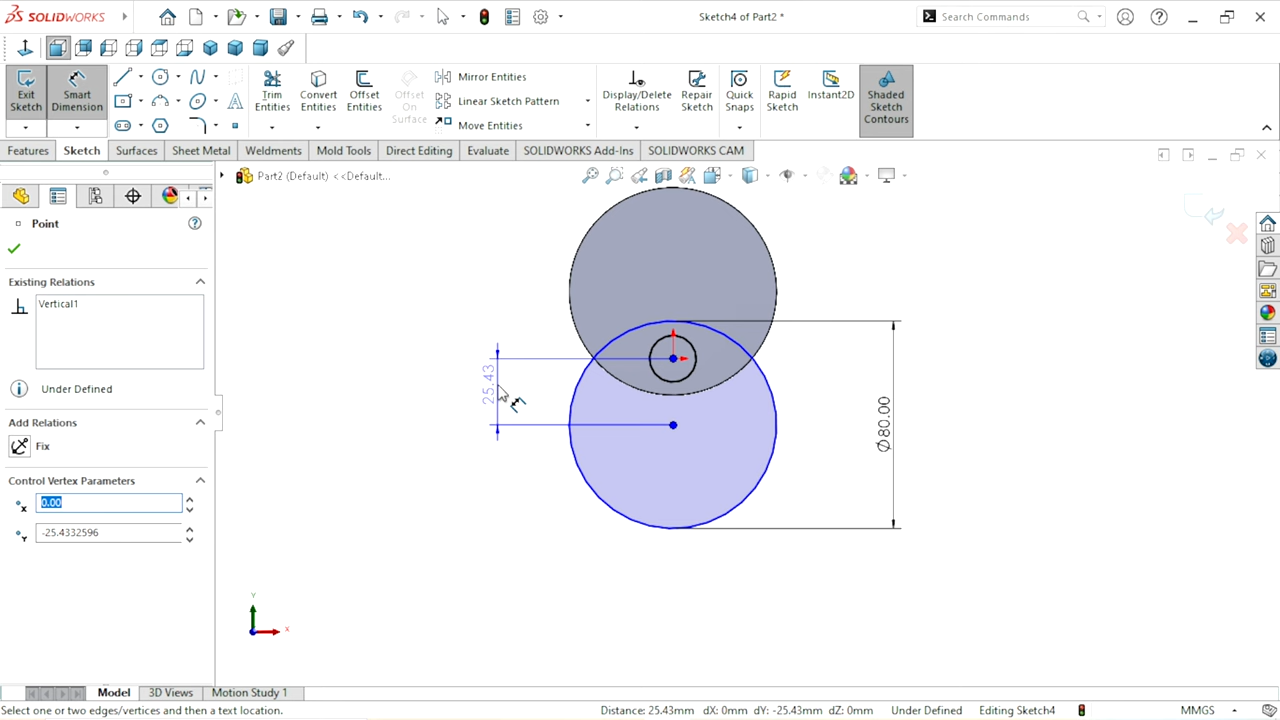 SOLIDWORKS
Sketch4 of Part2 *
Search Commands
Exit Sketch
Smart Dimension
Trim Entities
Convert Entities
Offset Entities
Offset On Surface
Mirror Entities
Linear Sketch Pattern
Move Entities
Display/Delete Relations
Repair Sketch
Quick Snaps
Rapid Sketch
Instant2D
Shaded Sketch Contours
Features
Sketch
Surfaces
Sheet Metal
Weldments
Mold Tools
Direct Editing
Evaluate
SOLIDWORKS Add-Ins
SOLIDWORKS CAM
Part2 (Default) <<Default...
Point
Existing Relations
Vertical1
Under Defined
Add Relations
Fix
Control Vertex Parameters
x
0.00
Y
-25.4332596
25.43
Ø80.00
Y
X
Model
3D Views
Motion Study 1
Select one or two edges/vertices and then a text location.
Distance: 25.43mm dX: 0mm dY: -25.43mm dZ: 0mm
Under Defined
Editing Sketch4
MMGS